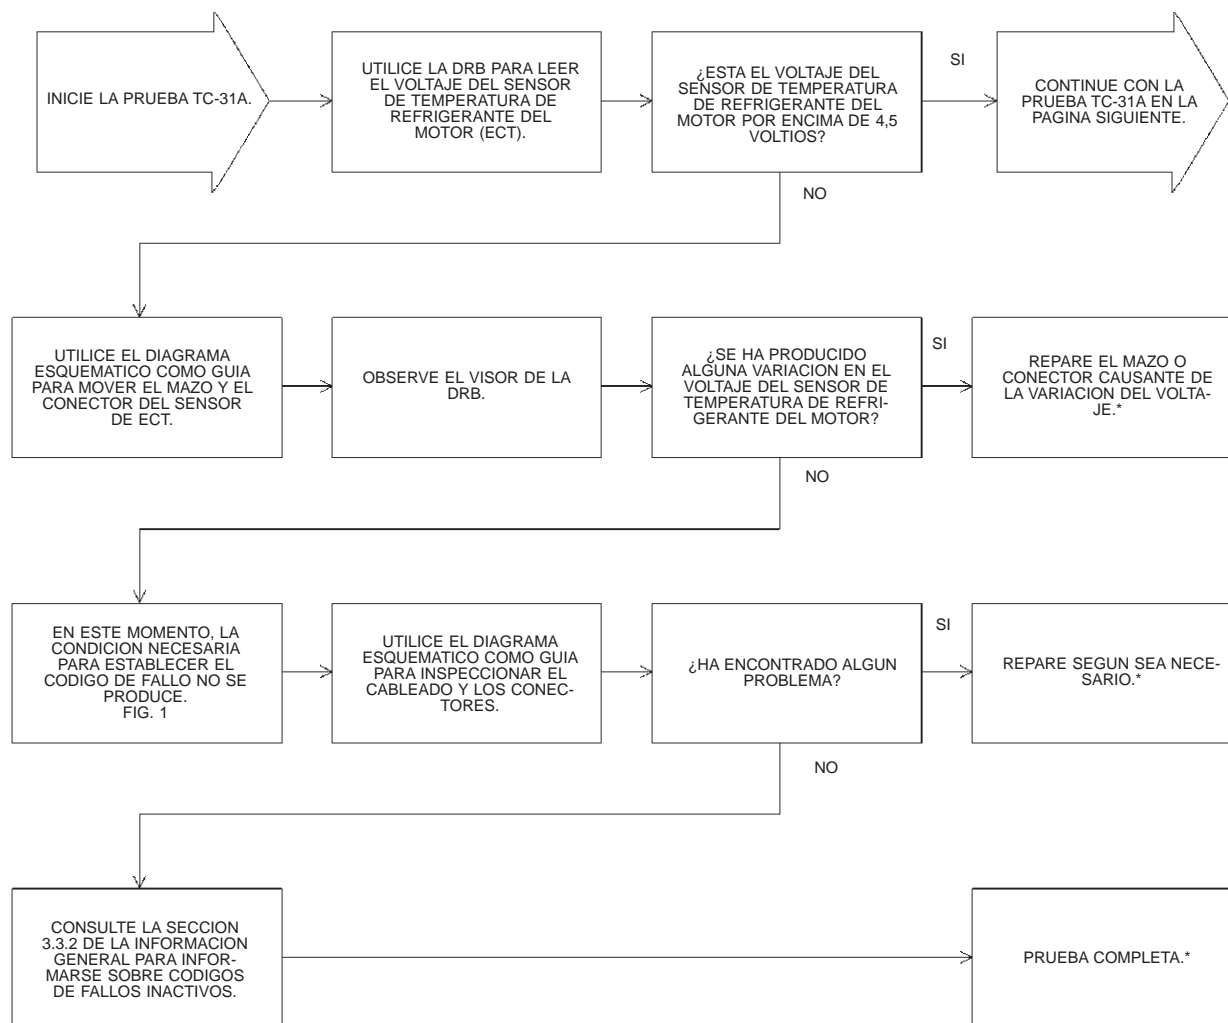 INICIE LA PRUEBA TC-31A.
UTILICE LA DRB PARA LEER
EL VOLTAJE DEL SENSOR
DE TEMPERATURA DE
REFRIGERANTE DEL
MOTOR (ECT).
¿ESTA EL VOLTAJE DEL
SENSOR DE TEMPERATURA
DE REFRIGERANTE DEL
MOTOR POR ENCIMA DE 4,5
VOLTIOS?
SI
CONTINUE CON LA
PRUEBA TC-31A EN LA
PAGINA SIGUIENTE.
NO
UTILICE EL DIAGRAMA
ESQUEMATICO COMO GUIA
PARA MOVER EL MAZO Y EL
CONECTOR DEL SENSOR
DE ECT.
OBSERVE EL VISOR DE LA
DRB.
¿SE HA PRODUCIDO
ALGUNA VARIACION EN EL
VOLTAJE DEL SENSOR DE
TEMPERATURA DE REFRI-
GERANTE DEL MOTOR?
SI
REPARE EL MAZO O
CONECTOR CAUSANTE DE
LA VARIACION DEL VOLTA-
JE.*
NO
EN ESTE MOMENTO, LA
CONDICION NECESARIA
PARA ESTABLECER EL
CODIGO DE FALLO NO SE
PRODUCE.
FIG. 1
UTILICE EL DIAGRAMA
ESQUEMATICO COMO GUIA
PARA INSPECCIONAR EL
CABLEADO Y LOS CONEC-
TORES.
¿HA ENCONTRADO ALGUN
PROBLEMA?
SI
REPARE SEGUN SEA NECE-
SARIO.*
NO
CONSULTE LA SECCION
3.3.2 DE LA INFORMACION
GENERAL PARA INFOR-
MARSE SOBRE CODIGOS
DE FALLOS INACTIVOS.
PRUEBA COMPLETA.*